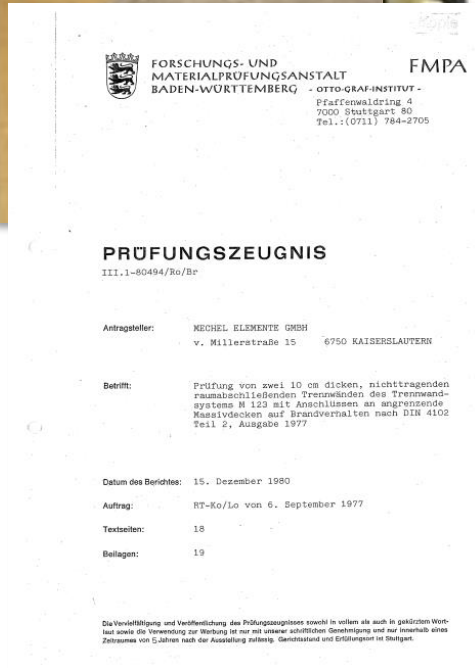 Kopie
FORSCHUNGS- UND
MATERIALPRÜFUNGSANSTALT
BADEN-WÜRTTEMBERG - OTTO-GRAF-INSTITUT -
FMPA
Pfaffenwaldring 4
7000 Stuttgart 80
Tel.:(0711) 784-2705
PRÜFUNGSZEUGNIS
III.1-80494/Ro/Br
Antragsteller: MECHEL ELEMENTE GMBH
v. Millerstraße 15 6750 KAISERSLAUTERN
Betrifft: Prüfung von zwei 10 cm dicken, nichttragenden
raumabschließenden Trennwänden des Trennwand-
systems M 123 mit Anschlüssen an angrenzende
Massivdecken auf Brandverhalten nach DIN 4102
Teil 2, Ausgabe 1977
Datum des Berichtes: 15. Dezember 1980
Auftrag: RT-Ko/Lo von 6. September 1977
Textseiten: 18
Beilagen: 19
Die Vervielfältigung und Veröffentlichung des Prüfungszeugnisses sowohl in vollem als auch in gekürztem Wort-
laut sowie die Verwendung zur Werbung ist nur mit unserer schriftlichen Genehmigung und nur innerhalb eines
Zeitraumes von 5 Jahren nach der Ausstellung zulässig. Gerichtsstand und Erfüllungsort ist Stuttgart.